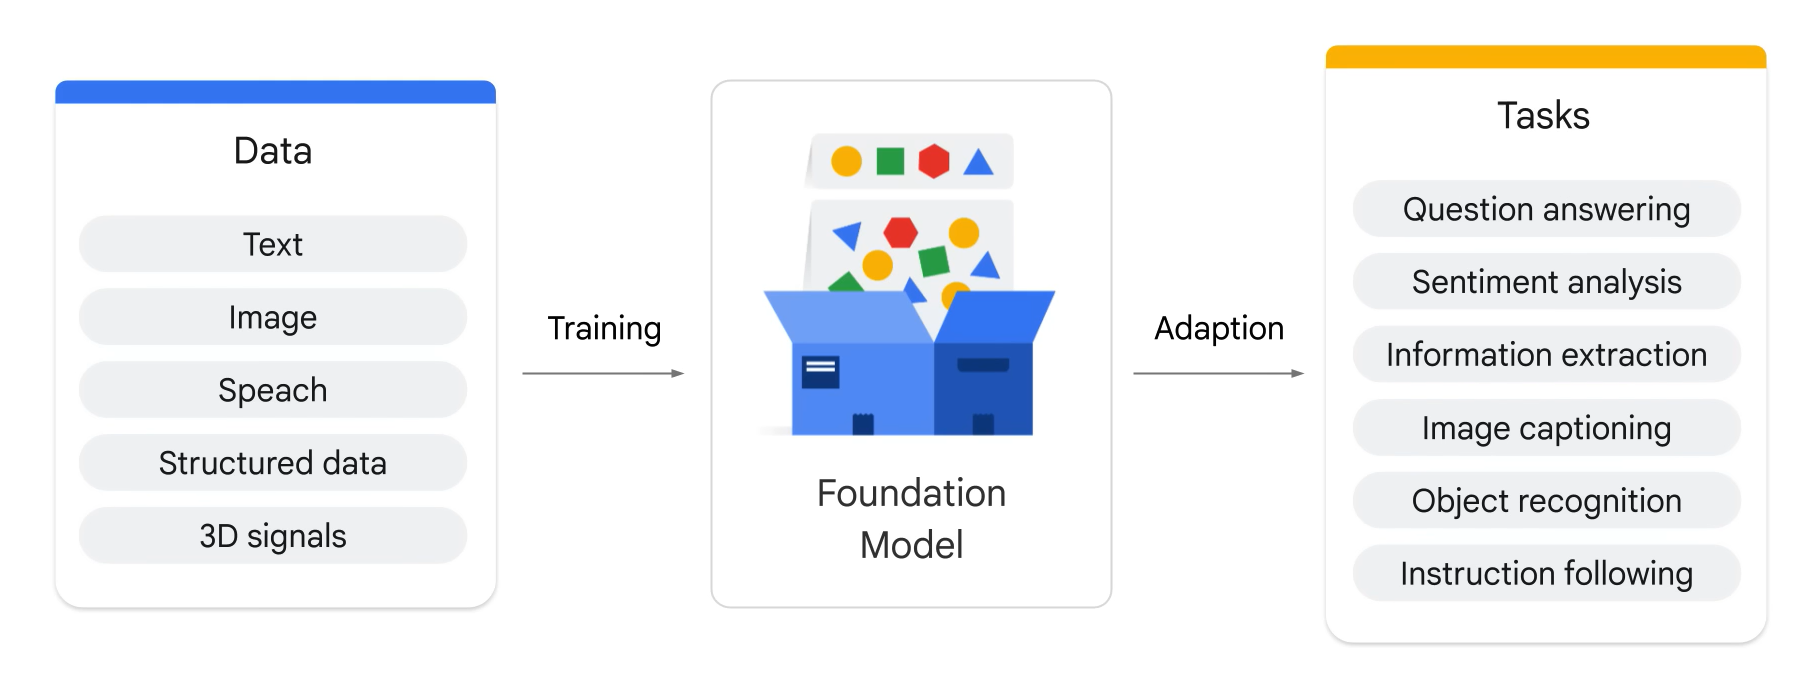 Data
Text
Image
Speach
Structured data
3D signals
Training
Foundation
Model
Adaption
Tasks
Question answering
Sentiment analysis
Information extraction
Image captioning
Object recognition
Instruction following